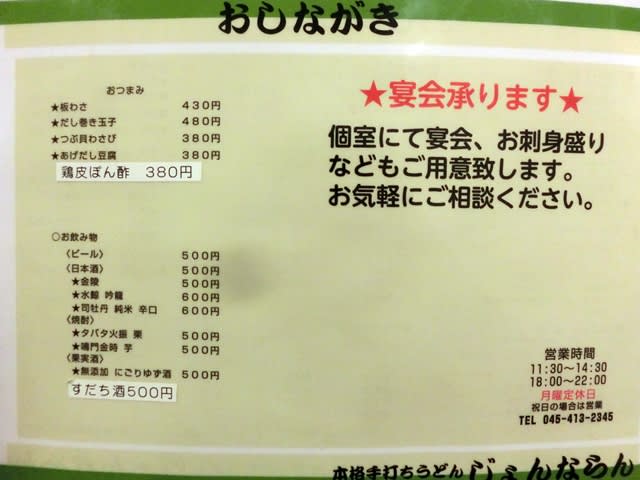 おしながき
おつまみ
★板わさ 430円
★だし巻き玉子 480円
★つぶ貝わさび 380円
★あげだし豆腐 380円
鶏皮ぽん酢 380円
○お飲み物
〈ビール〉 500円
〈日本酒〉 500円
★金陵 500円
★水鯨 吟龍 600円
★司牡丹 純米 辛口 600円
〈焼酎〉
★タバタ火振 栗 500円
★鳴門金時 芋 500円
〈果実酒〉
★無添加 にごりゆず酒 500円
すだち酒500円
★宴会承ります★
個室にて宴会、お刺身盛り
などもご用意致します。
お気軽にご相談ください。
営業時間
11:30～14:30
18:00～22:00
月曜定休日
祝日の場合は営業
TEL 045-413-2345
本格手打ちうどん じょんならん